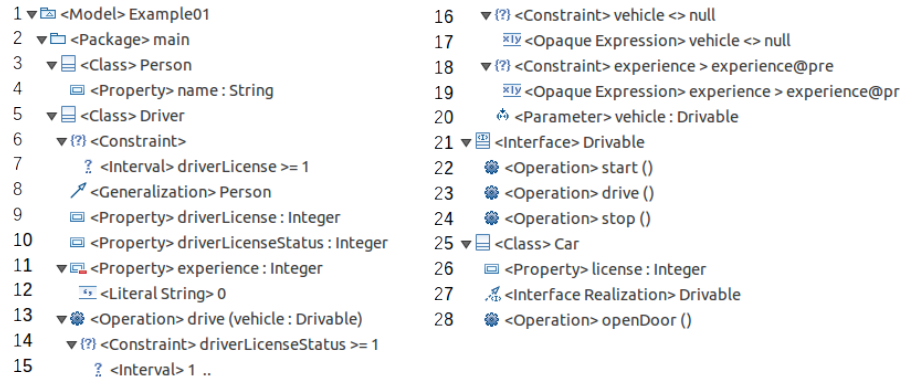 1 <Model> Example01
2 <Package> main
3 <Class> Person
4 <Property> name : String
5 <Class> Driver
6 {?} <Constraint>
7 ? <Interval> driverLicense >= 1
8 <Generalization> Person
9 <Property> driverLicense : Integer
10 <Property> driverLicenseStatus : Integer
11 <Property> experience : Integer
12 <Literal String> 0
13 <Operation> drive (vehicle : Drivable)
14 {?} <Constraint> driverLicenseStatus >= 1
15 ? <Interval> 1 ..
16 {?} <Constraint> vehicle <> null
17 x|y <Opaque Expression> vehicle <> null
18 {?} <Constraint> experience > experience@pre
19 x|y <Opaque Expression> experience > experience@pr
20 <Parameter> vehicle : Drivable
21 <Interface> Drivable
22 <Operation> start ()
23 <Operation> drive ()
24 <Operation> stop ()
25 <Class> Car
26 <Property> license : Integer
27 <Interface Realization> Drivable
28 <Operation> openDoor ()